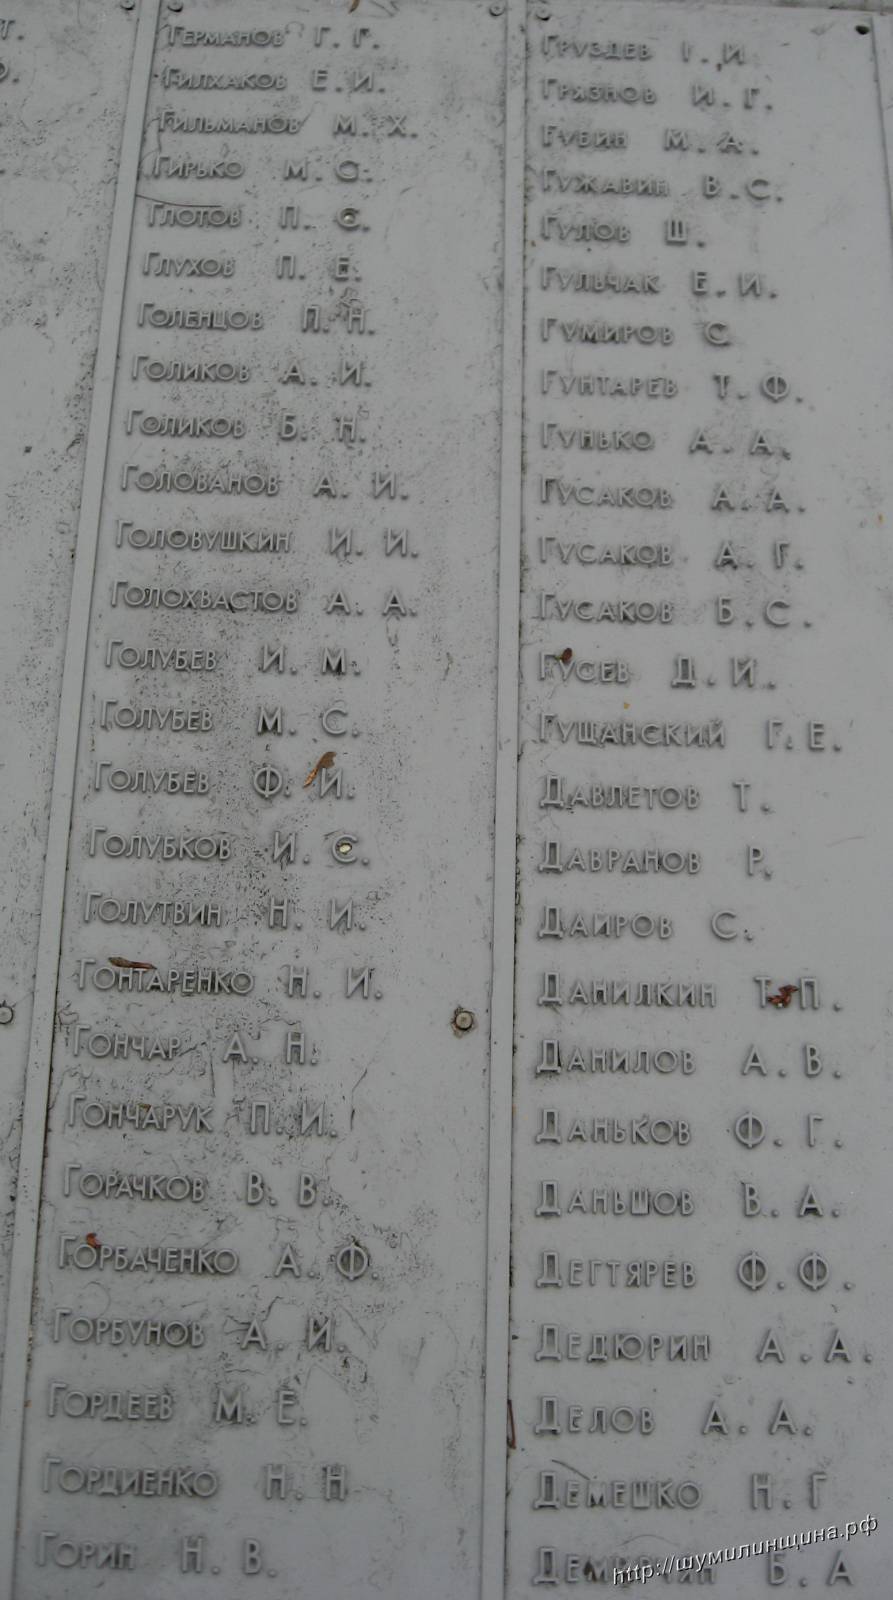 Германов Г. Г.
Гилхаков Е. И.
Гильманов М. Х.
Гирько М. С.
Глотов П. С.
Глухов П. Е.
Голенцов П. Н.
Голиков А. И.
Голиков Б. Н.
Голованов А. И.
Головушкин И. И.
Голохвастов А. А.
Голубев И. М.
Голубев М. С.
Голубев Ф. И.
Голубков И. С.
Голутвин Н. И.
Гонтаренко Н. И.
Гончар А. Н.
Гончарук П. И.
Горачков В. В.
Горбаченко А. Ф.
Горбунов А. И.
Гордеев М. Е.
Гордиенко Н. Н
Горин Н. В.
Груздев И.
Грязнов И. Г.
Губин М. А.
Гужавин В. С.
Гулов Ш.
Гульчак Е. И.
Гумиров С
Гунтарев Т. Ф.
Гунько А. А.
Гусаков А. А.
Гусаков А. Г.
Гусаков Б. С.
Гусев Д. И.
Гущанский Г. Е.
Давлетов Т.
Давранов Р.
Даиров С.
Данилкин Т. П.
Данилов А. В.
Даньков Ф. Г.
Даньшов В. А.
Дегтярев Ф. Ф.
Дедюрин А. А.
Делов А. А.
Демешко Н. Г
Б. А
http://шумилинщина.рф